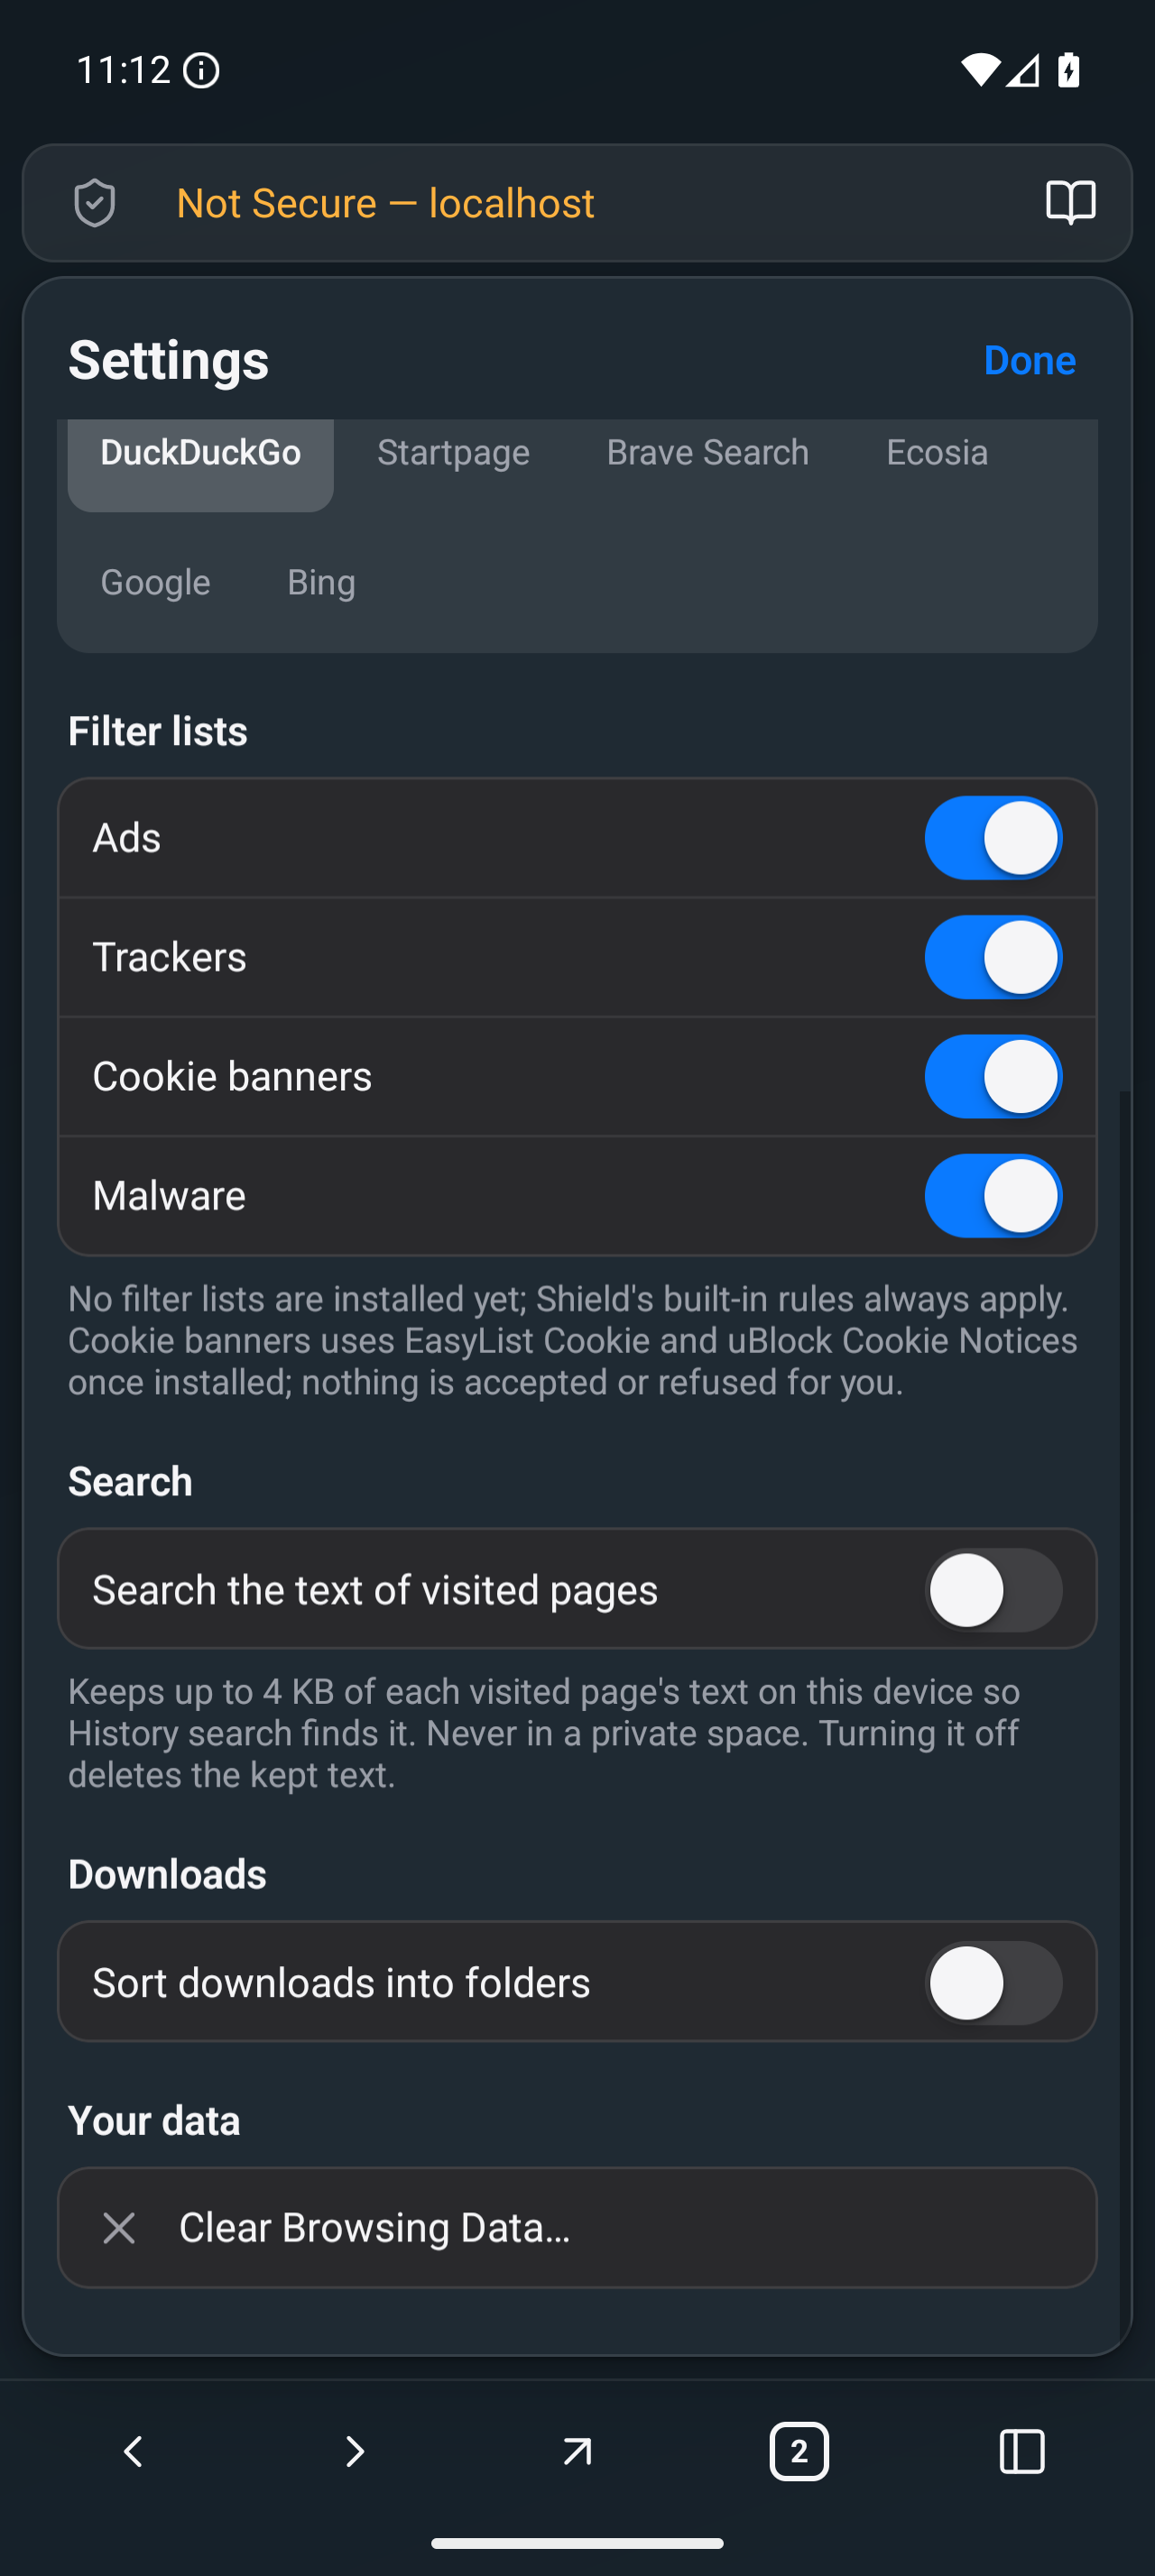 11:12
Not Secure — localhost
Settings
Done
DuckDuckGo
Startpage
Brave Search
Ecosia
Google
Bing
Filter lists
Ads
Trackers
Cookie banners
Malware
No filter lists are installed yet; Shield's built-in rules always apply.
Cookie banners uses EasyList Cookie and uBlock Cookie Notices
once installed; nothing is accepted or refused for you.
Search
Search the text of visited pages
Keeps up to 4 KB of each visited page's text on this device so
History search finds it. Never in a private space. Turning it off
deletes the kept text.
Downloads
Sort downloads into folders
Your data
Clear Browsing Data…
2